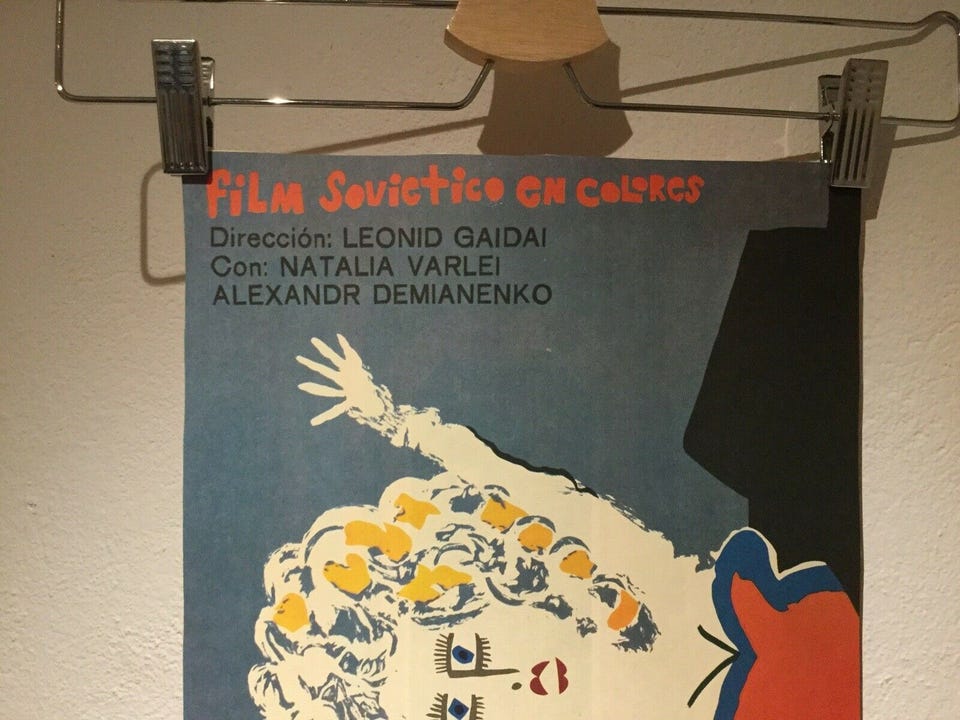 FiLM Sovietico en CoLoRes
Dirección: LEONID GAIDAI
Con: NATALIA VARLEI
ALEXANDR DEMIANENKO